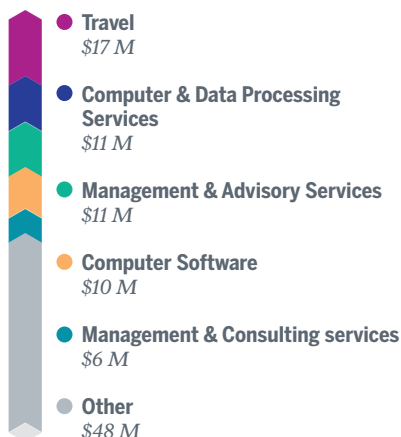 Travel
$17 M
Computer & Data Processing
Services
$11 M
Management & Advisory Services
$11 M
Computer Software
$10 M
Management & Consulting services
$6 M
Other
$48 M